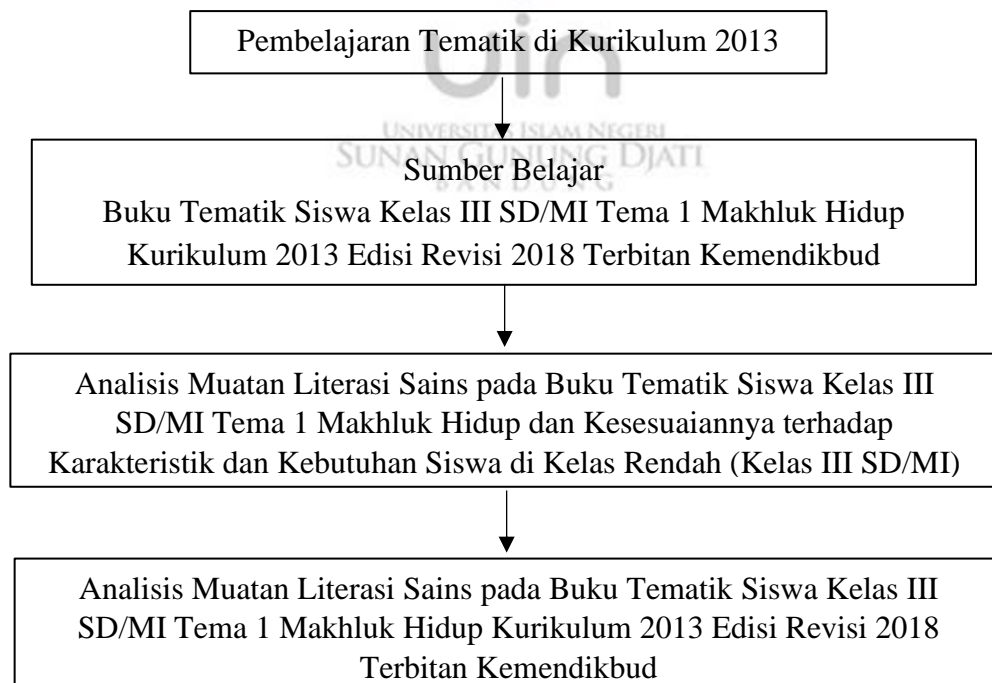 Pembelajaran Tematik di Kurikulum 2013
uin
UNIVERSITAS ISLAM NEGERI
SUNAN GUNUNG DJATI
BANDUNG
Sumber Belajar
Buku Tematik Siswa Kelas III SD/MI Tema 1 Makhluk Hidup
Kurikulum 2013 Edisi Revisi 2018 Terbitan Kemendikbud
Analisis Muatan Literasi Sains pada Buku Tematik Siswa Kelas III
SD/MI Tema 1 Makhluk Hidup dan Kesesuaiannya terhadap
Karakteristik dan Kebutuhan Siswa di Kelas Rendah (Kelas III SD/MI)
Analisis Muatan Literasi Sains pada Buku Tematik Siswa Kelas III
SD/MI Tema 1 Makhluk Hidup Kurikulum 2013 Edisi Revisi 2018
Terbitan Kemendikbud